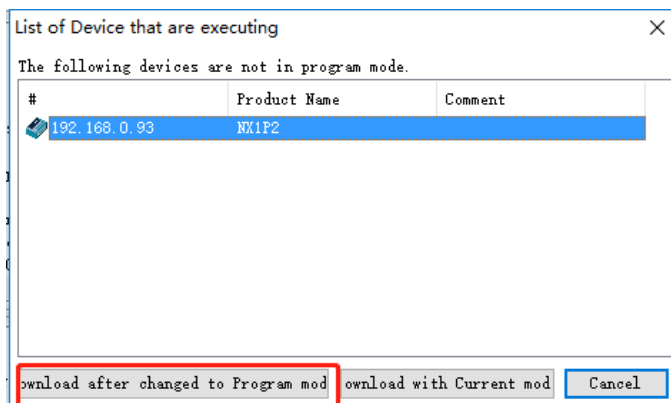 List of Device that are executing
The following devices are not in program mode.
# Product Name Comment
192.168.0.93 NX1P2
ownload after changed to Program mod ownload with Current mod Cancel